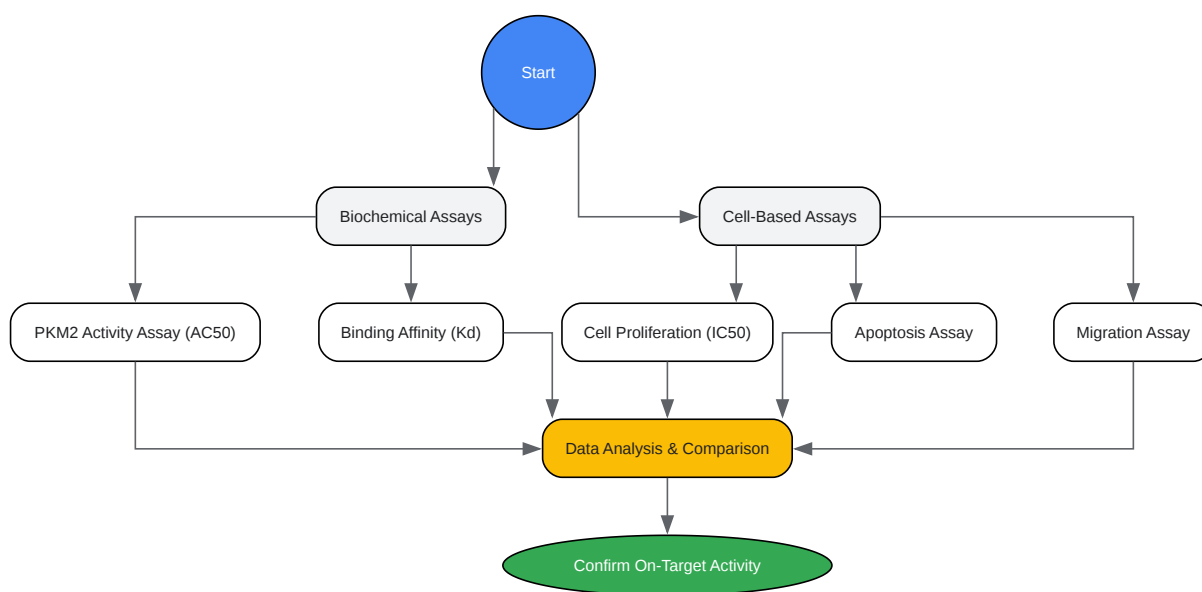 Start
Biochemical Assays
Cell-Based Assays
PKM2 Activity Assay (AC50)
Binding Affinity (Kd)
Cell Proliferation (IC50)
Apoptosis Assay
Migration Assay
Data Analysis & Comparison
Confirm On-Target Activity